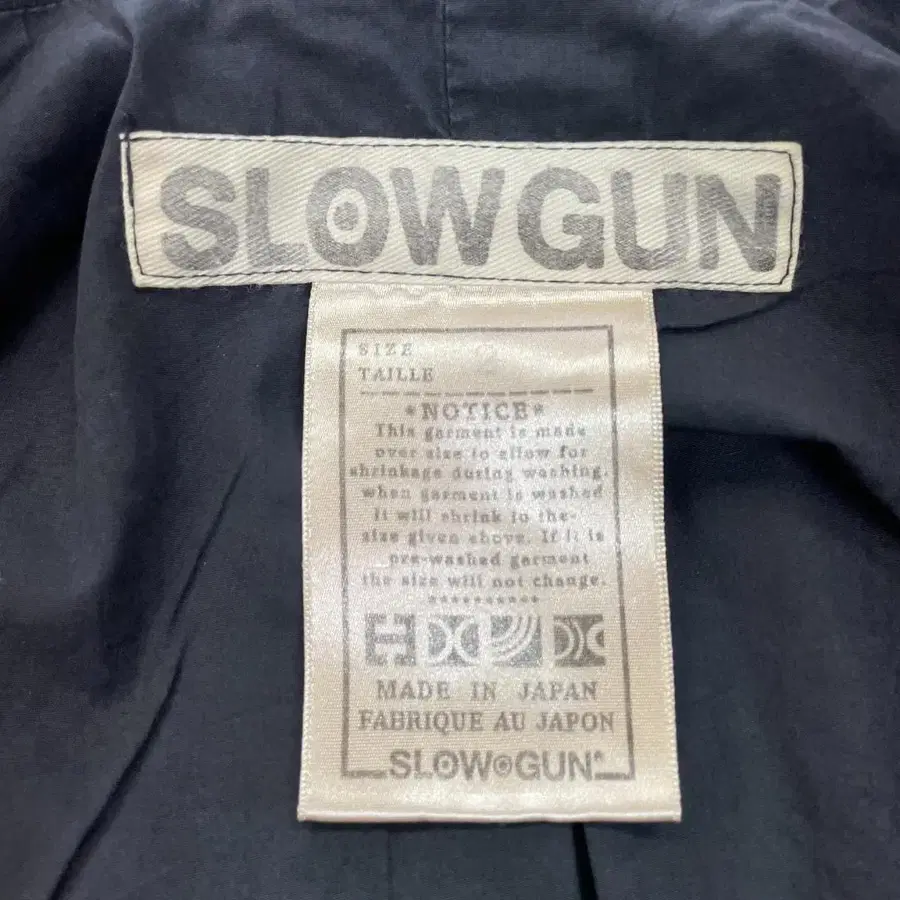 SLOWGUN
SIZE 2
TAILLE
*NOTICE*
This garment is made
over size to allow for
shrinkage during washing.
when garment is washed
it will shrink to the-
size given above. If it is
pre-washed garment
the size will not change.
**********
MADE IN JAPAN
FABRIQUE AU JAPON
SLOW GUN